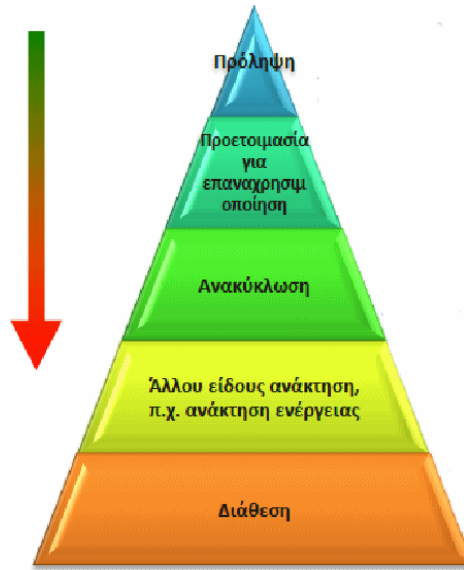 Πρόληψη
Προετοιμασία
για
επαναχρησιμ
οποίηση
Ανακύκλωση
Άλλου είδους ανάκτηση,
π.χ. ανάκτηση ενέργειας
Διάθεση